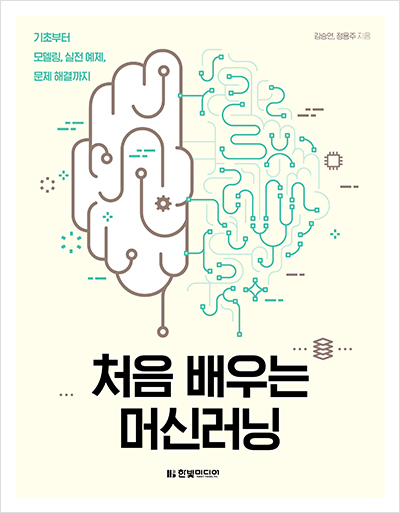 기초부터
모델링, 실전 예제,
문제 해결까지
김승연, 정용주 지음
처음 배우는
머신러닝
한빛미디어